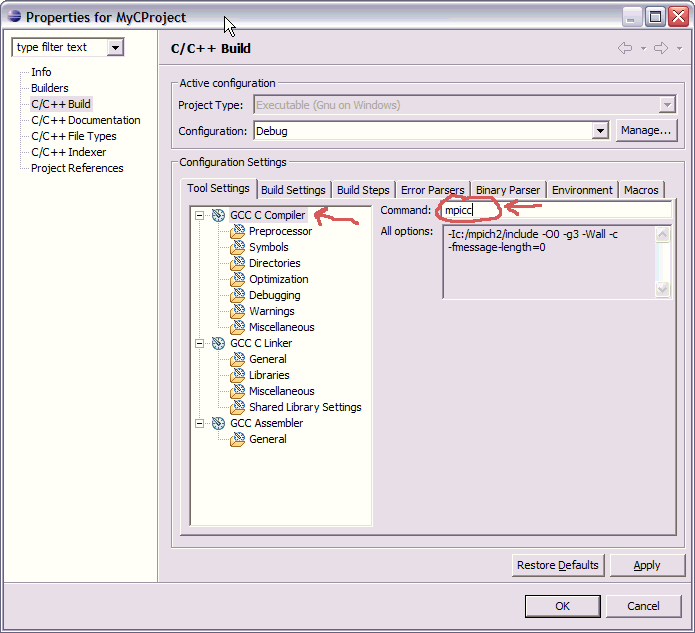 Properties for MyCProject
type filter text
Info
Builders
C/C++ Build
C/C++ Documentation
C/C++ File Types
C/C++ Indexer
Project References
C/C++ Build
Active configuration
Project Type: Executable (Gnu on Windows)
Configuration: Debug Manage...
Configuration Settings
Tool Settings Build Settings Build Steps Error Parsers Binary Parser Environment Macros
GCC C Compiler
Preprocessor
Symbols
Directories
Optimization
Debugging
Warnings
Miscellaneous
GCC C Linker
General
Libraries
Miscellaneous
Shared Library Settings
GCC Assembler
General
Command: mpicc
All options: -Ic:/mpich2/include -O0 -g3 -Wall -c
-fmessage-length=0
Restore Defaults Apply
OK Cancel